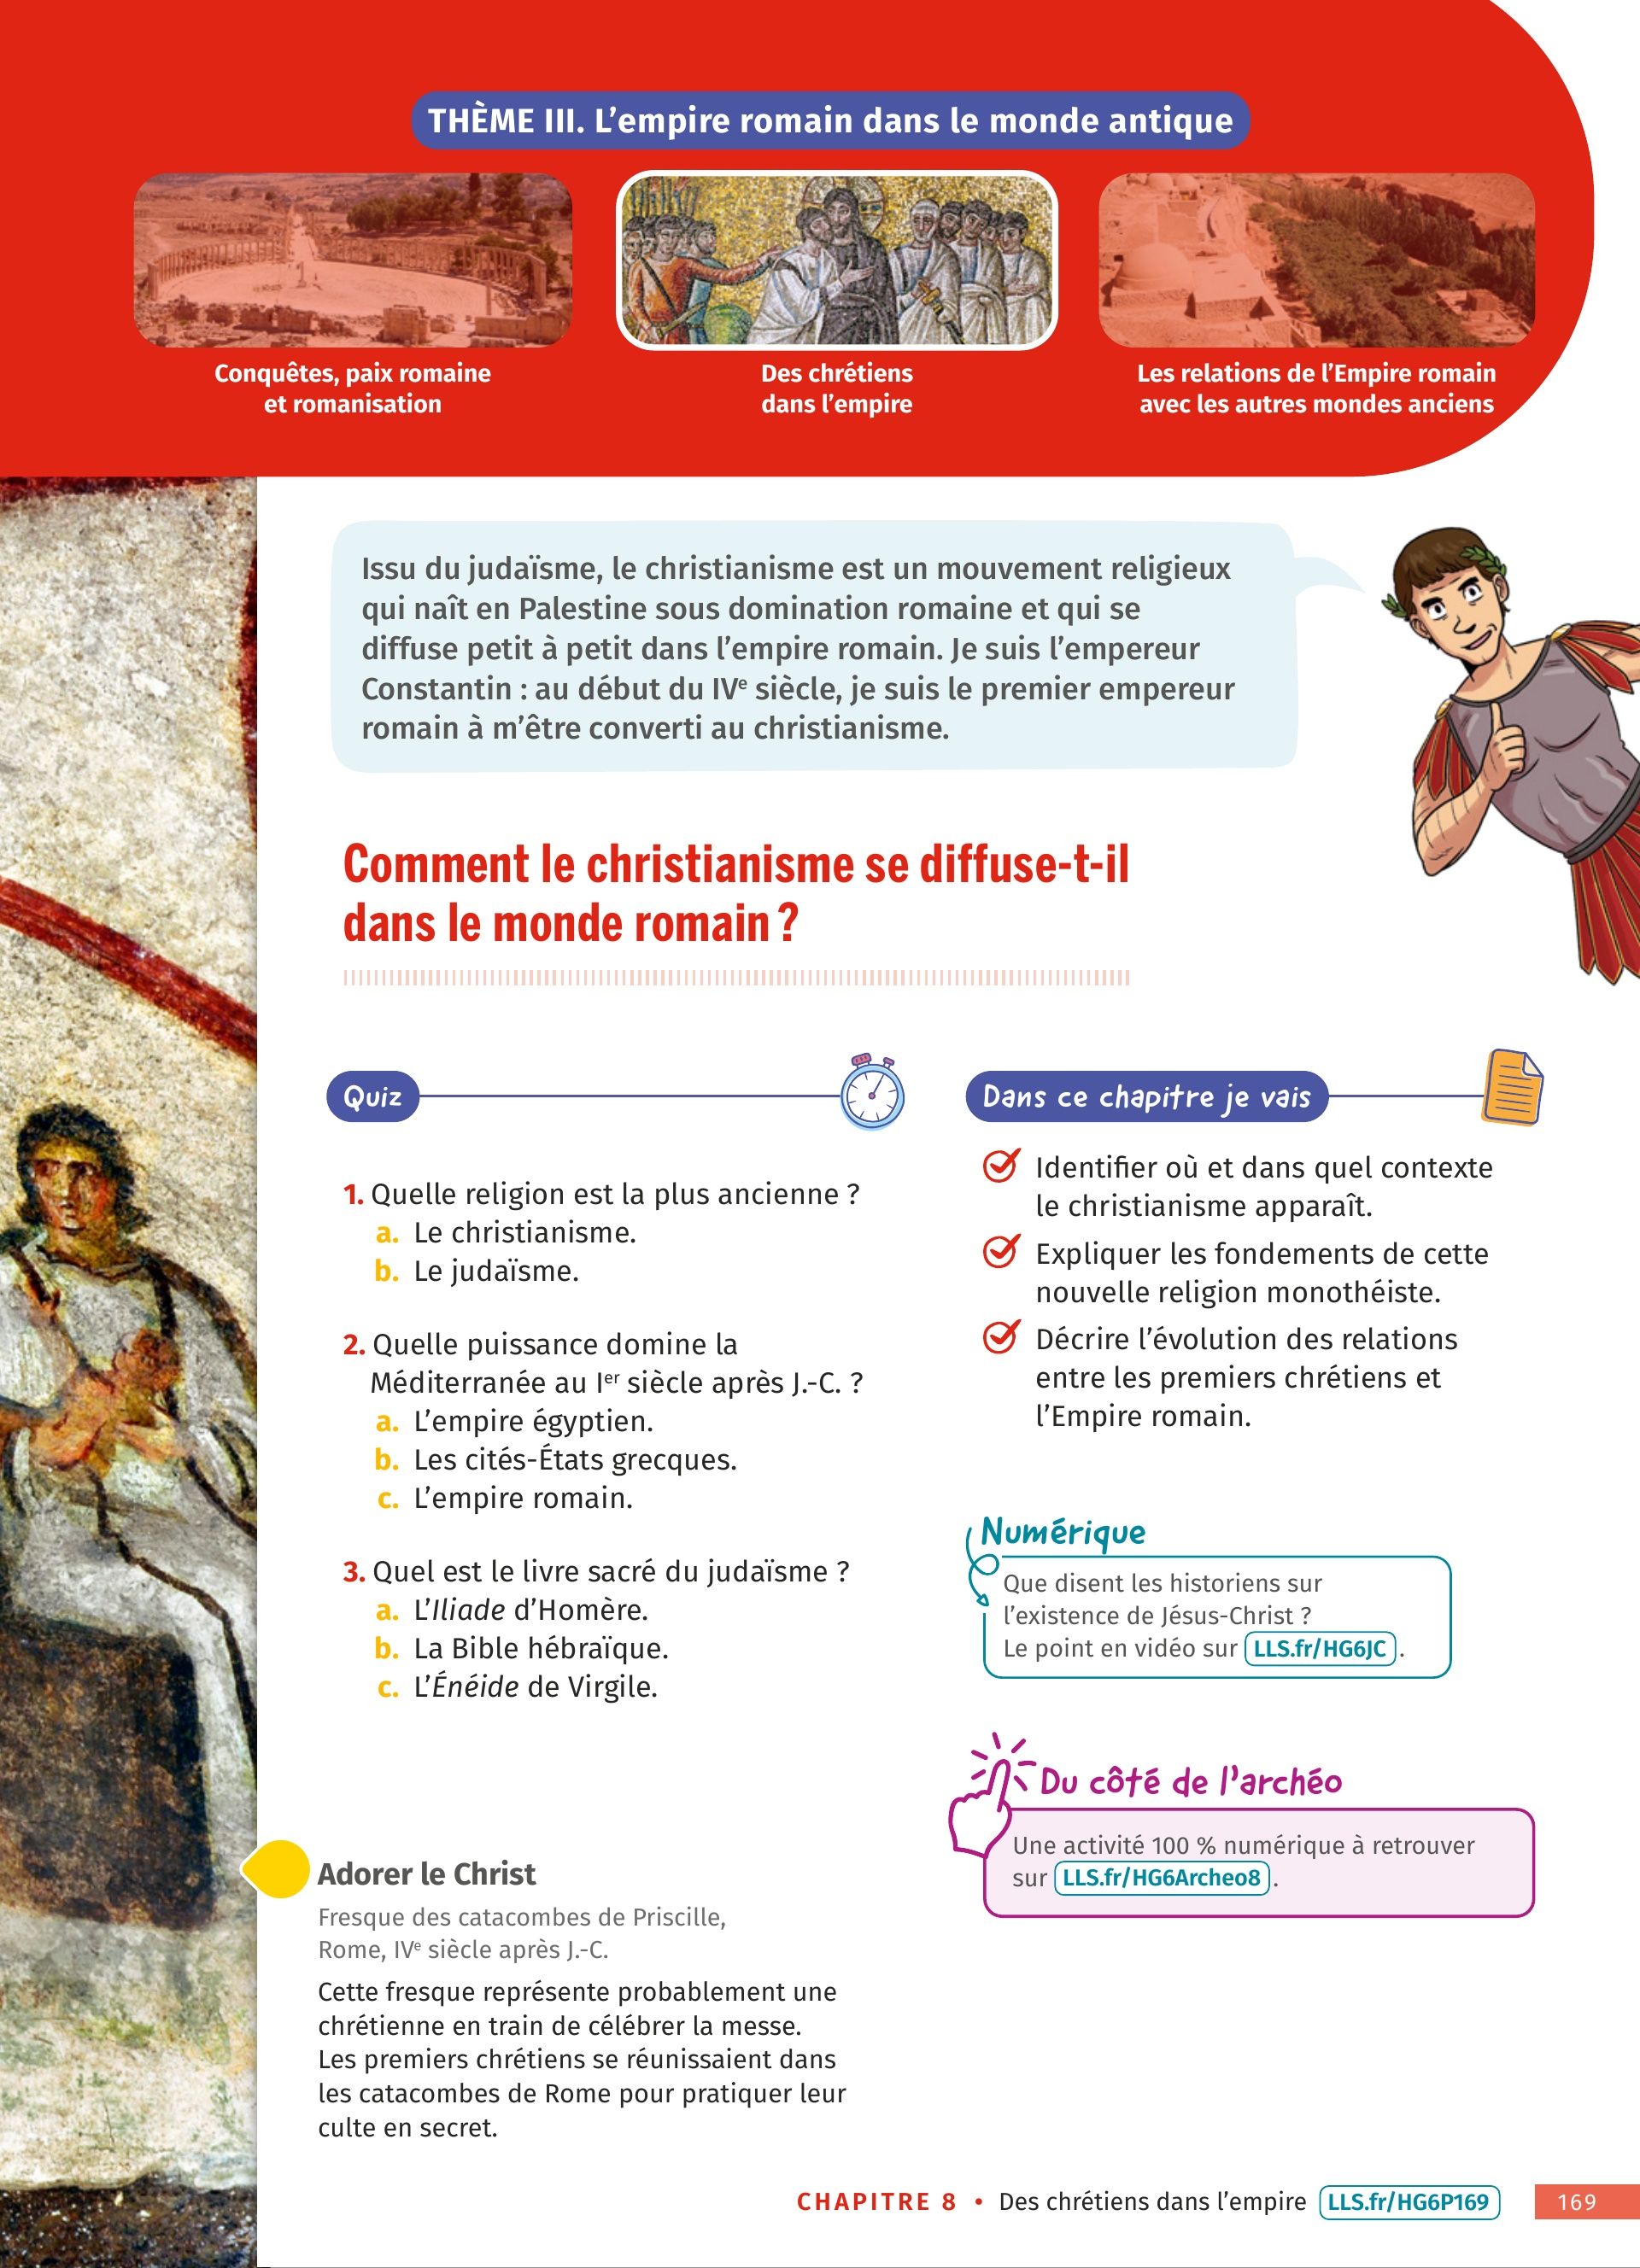 THÈME III. L’empire romain dans le monde antique
Conquêtes, paix romaine
et romanisation
Des chrétiens
dans l’empire
Les relations de l’Empire romain
avec les autres mondes anciens
Issu du judaïsme, le christianisme est un mouvement religieux
qui naît en Palestine sous domination romaine et qui se
diffuse petit à petit dans l’empire romain. Je suis l’empereur
Constantin : au début du IVe siècle, je suis le premier empereur
romain à m’être converti au christianisme.
Comment le christianisme se diffuse-t-il
dans le monde romain ?
Quiz
1. Quelle religion est la plus ancienne ?
a. Le christianisme.
b. Le judaïsme.
2. Quelle puissance domine la
Méditerranée au Ier siècle après J.-C. ?
a. L’empire égyptien.
b. Les cités-États grecques.
c. L’empire romain.
3. Quel est le livre sacré du judaïsme ?
a. L’Iliade d’Homère.
b. La Bible hébraïque.
c. L’Énéide de Virgile.
Adorer le Christ
Fresque des catacombes de Priscille,
Rome, IVe siècle après J.-C.
Cette fresque représente probablement une
chrétienne en train de célébrer la messe.
Les premiers chrétiens se réunissaient dans
les catacombes de Rome pour pratiquer leur
culte en secret.
Dans ce chapitre je vais
Identifier où et dans quel contexte
le christianisme apparaît.
Expliquer les fondements de cette
nouvelle religion monothéiste.
Décrire l’évolution des relations
entre les premiers chrétiens et
l’Empire romain.
Numérique
Que disent les historiens sur
l’existence de Jésus-Christ ?
Le point en vidéo sur LLS.fr/HG6JC .
Du côté de l’archéo
Une activité 100 % numérique à retrouver
sur LLS.fr/HG6Archeo8 .
CHAPITRE 8 • Des chrétiens dans l’empire LLS.fr/HG6P169 169